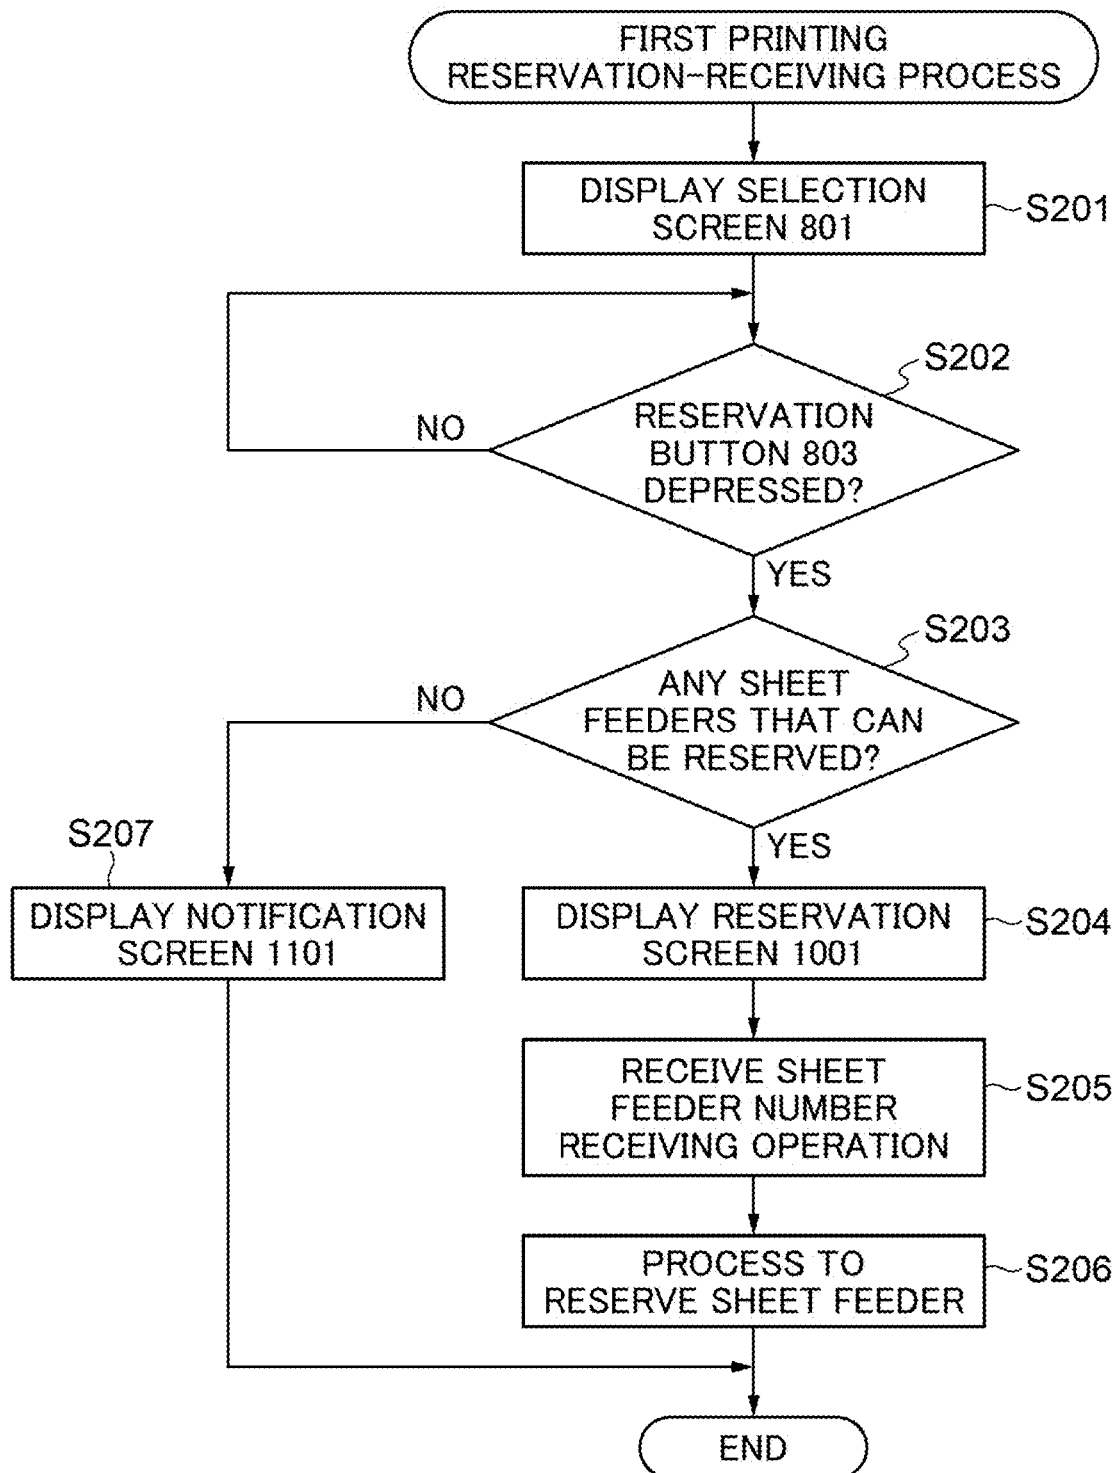 FIRST PRINTING
RESERVATION-RECEIVING PROCESS
DISPLAY SELECTION
SCREEN 801
S201
S202
RESERVATION
BUTTON 803
DEPRESSED?
NO
YES
S203
ANY SHEET
FEEDERS THAT CAN
BE RESERVED?
NO
YES
S207
DISPLAY NOTIFICATION
SCREEN 1101
DISPLAY RESERVATION
SCREEN 1001
S204
RECEIVE SHEET
FEEDER NUMBER
RECEIVING OPERATION
S205
PROCESS TO
RESERVE SHEET FEEDER
S206
END